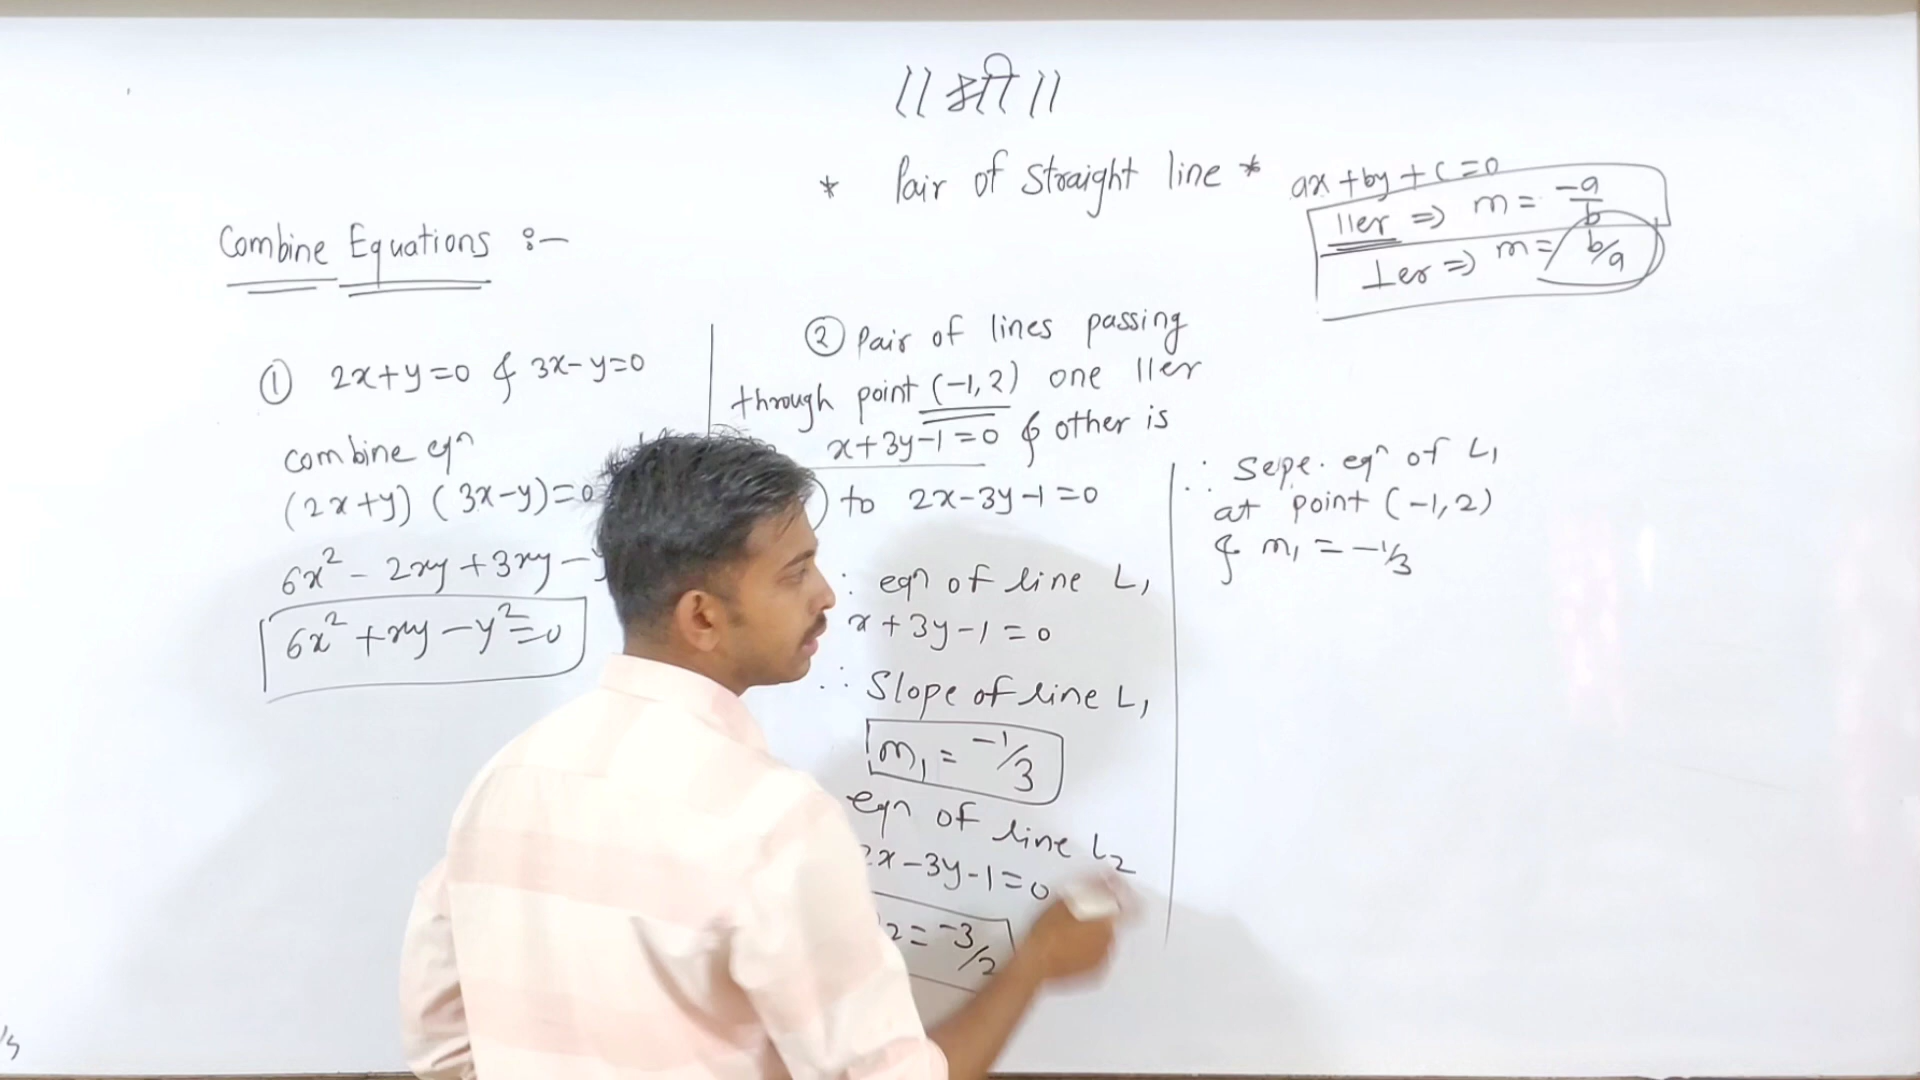 ॥ श्री ॥
* Pair of straight line *
ax + by + c = 0
ller ⇒ m = -a/b
⊥er ⇒ m = b/a
Combine Equations :-
① 2x+y=0 & 3x-y=0
combine eqn
(2x+y) (3x-y)=0
6x² - 2xy + 3xy -
6x² + xy - y² = 0
② Pair of lines passing
through point (-1, 2) one ller
x+3y-1=0 & other is
to 2x-3y-1=0
eqn of line L₁
x+3y-1=0
∴ Slope of line L₁
m₁ = -1/3
eqn of line L₂
2x-3y-1=0
2 = -3/2
∴ Sepe. eqn of L₁
at point (-1, 2)
& m₁ = -1/3